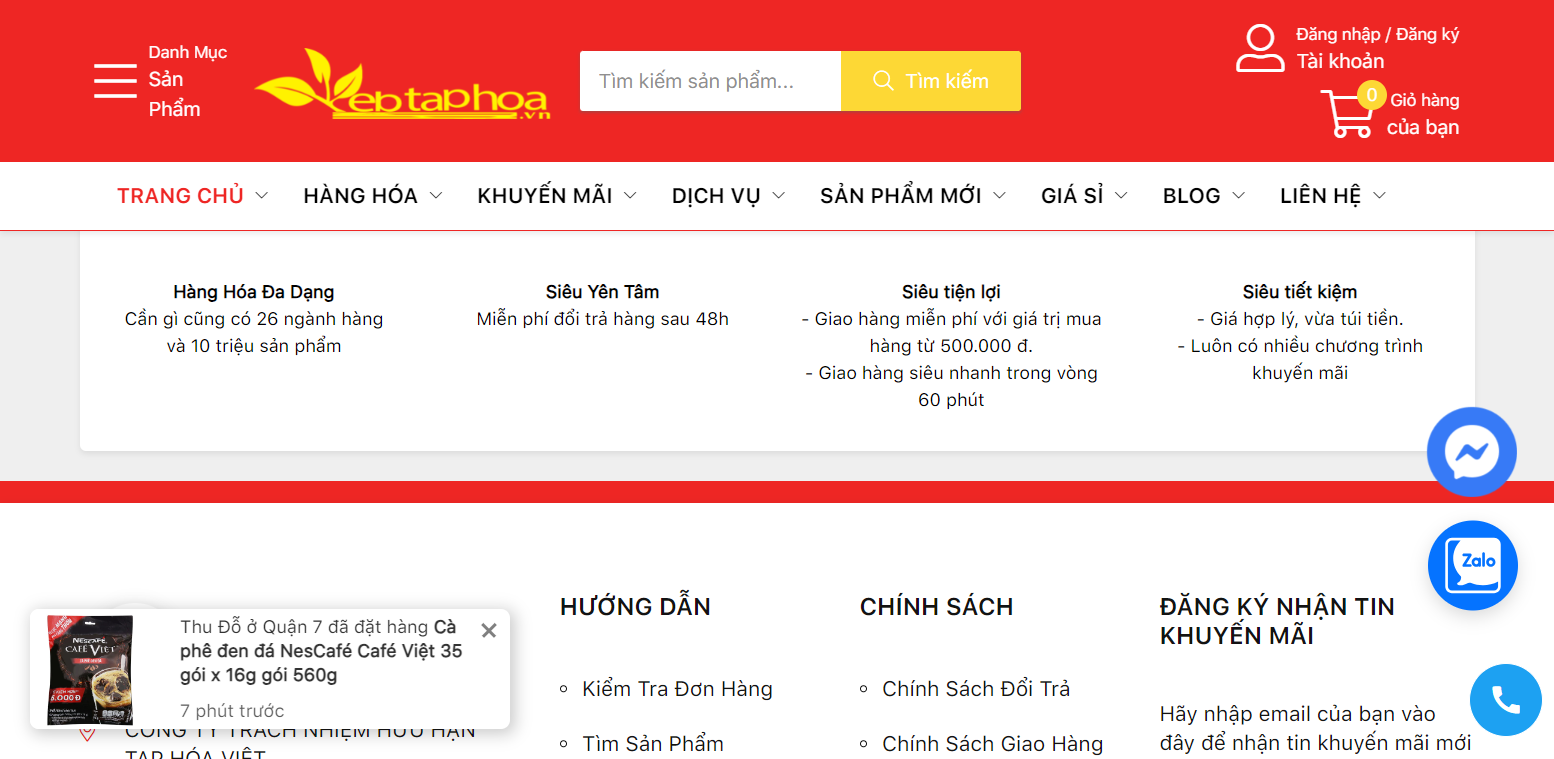 Danh Mục
Sản
Phẩm
eptaphoa
.vn
Tìm kiếm sản phẩm...
Tìm kiếm
Đăng nhập / Đăng ký
Tài khoản
0
Giỏ hàng
của bạn
TRANG CHỦ
HÀNG HÓA
KHUYẾN MÃI
DỊCH VỤ
SẢN PHẨM MỚI
GIÁ SỈ
BLOG
LIÊN HỆ
Hàng Hóa Đa Dạng
Cần gì cũng có 26 ngành hàng
và 10 triệu sản phẩm
Siêu Yên Tâm
Miễn phí đổi trả hàng sau 48h
Siêu tiện lợi
- Giao hàng miễn phí với giá trị mua
hàng từ 500.000 đ.
- Giao hàng siêu nhanh trong vòng
60 phút
Siêu tiết kiệm
- Giá hợp lý, vừa túi tiền.
- Luôn có nhiều chương trình
khuyến mãi
Zalo
NESCAFÉ
CAFÉ VIỆT
5.000Đ
Thu Đỗ ở Quận 7 đã đặt hàng Cà
phê đen đá NesCafé Café Việt 35
gói x 16g gói 560g
7 phút trước
CÔNG TY TRÁCH NHIỆM HỮU HẠN
TẠP HÓA VIỆT
HƯỚNG DẪN
Kiểm Tra Đơn Hàng
Tìm Sản Phẩm
CHÍNH SÁCH
Chính Sách Đổi Trả
Chính Sách Giao Hàng
ĐĂNG KÝ NHẬN TIN
KHUYẾN MÃI
Hãy nhập email của bạn vào
đây để nhận tin khuyến mãi mới